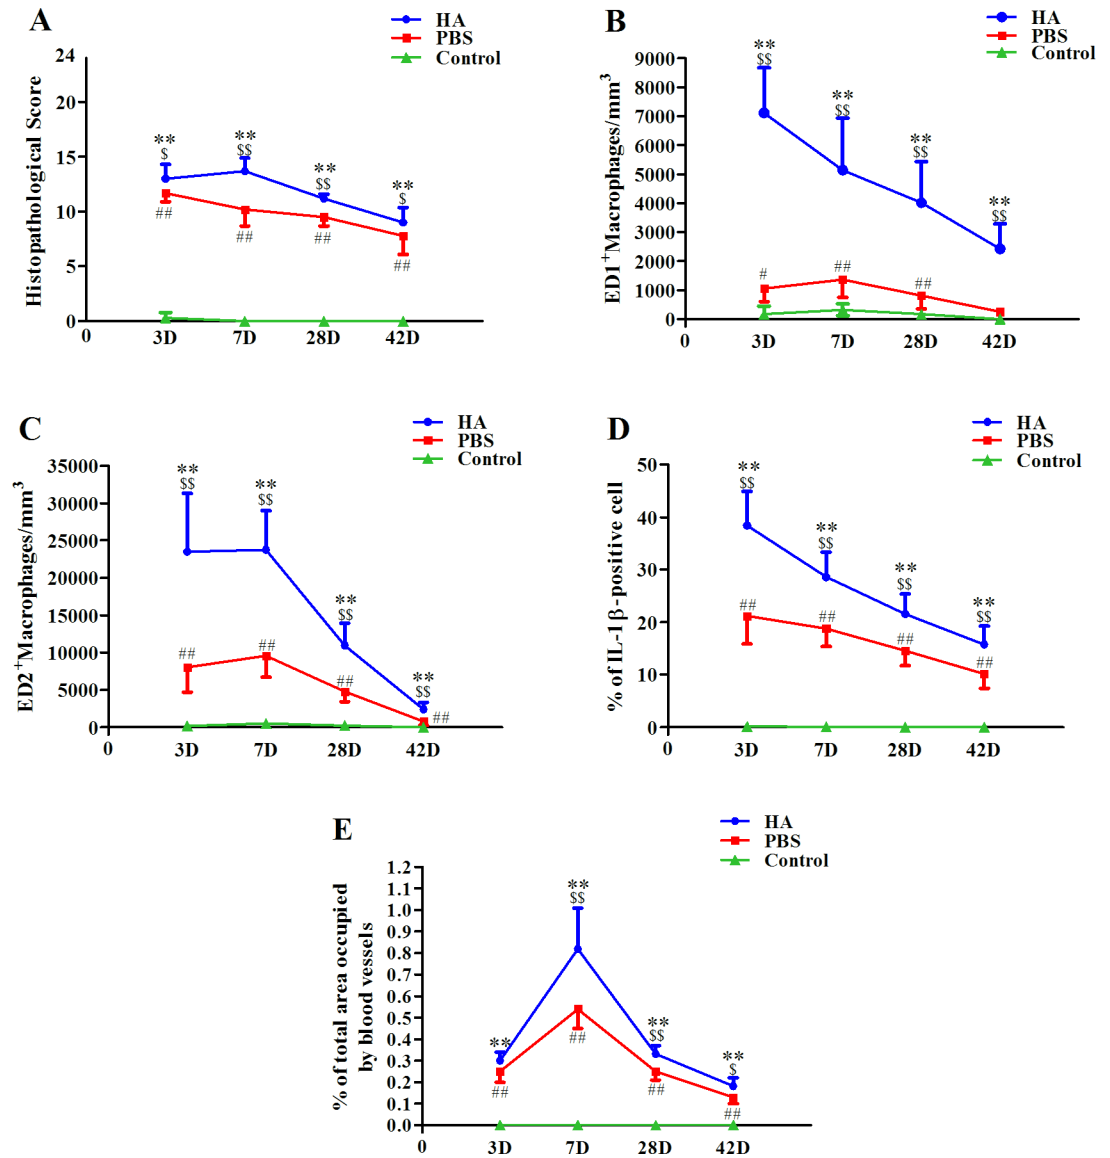 A
HA
PBS
Control
Histopathological Score
24
20
15
10
5
0
0
3D
7D
28D
42D
**
$
**
$$
**
$$
**
$
##
##
##
##
B
HA
PBS
Control
ED1⁺Macrophages/mm³
9000
8000
7000
6000
5000
4000
3000
2000
1000
0
0
3D
7D
28D
42D
**
$$
**
$$
**
$$
**
$$
#
##
##
C
HA
PBS
Control
ED2⁺Macrophages/mm³
35000
30000
25000
20000
15000
10000
5000
0
0
3D
7D
28D
42D
**
$$
**
$$
**
$$
**
$$
##
##
##
##
D
HA
PBS
Control
% of IL-1β-positive cell
50
40
30
20
10
0
0
3D
7D
28D
42D
**
$$
**
$$
**
$$
**
$$
##
##
##
##
E
HA
PBS
Control
% of total area occupied
by blood vessels
1.2
1.1
1.0
0.9
0.8
0.7
0.6
0.5
0.4
0.3
0.2
0.1
0.0
0
3D
7D
28D
42D
**
**
$$
**
$$
**
$
##
##
##
##